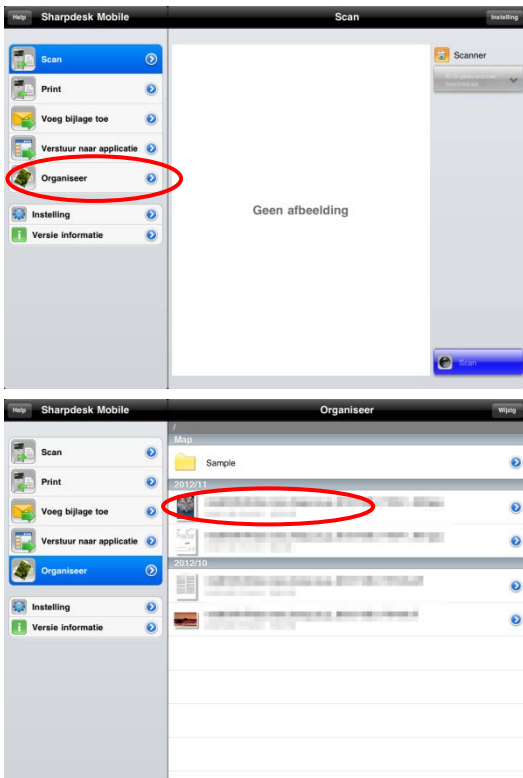 Help Sharpdesk Mobile Scan Instelling
Scan
Print
Voeg bijlage toe
Verstuur naar applicatie
Organiseer
Instelling
Versie informatie
Geen afbeelding
Scanner
Scan
Help Sharpdesk Mobile Organiseer Wijzig
Scan
Print
Voeg bijlage toe
Verstuur naar applicatie
Organiseer
Instelling
Versie informatie
/
Map
Sample
2012/11
2012/10